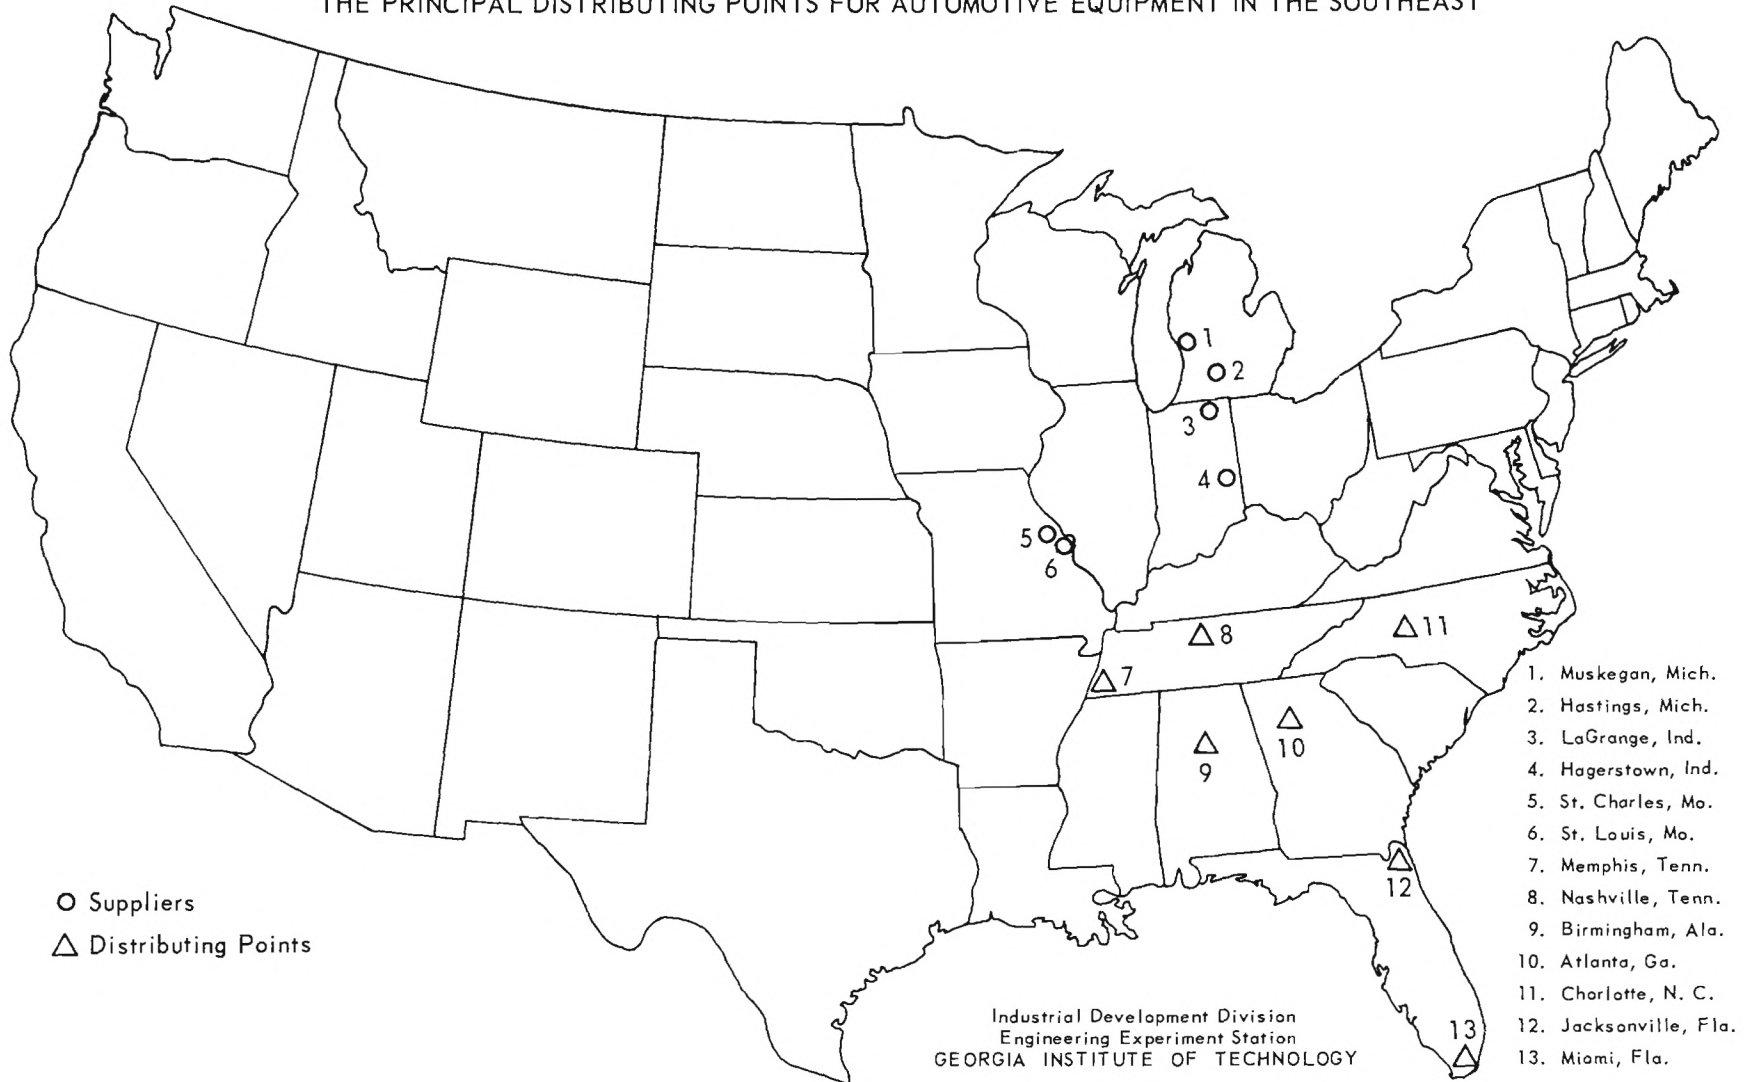 THE PRINCIPAL DISTRIBUTING POINTS FOR AUTOMOTIVE EQUIPMENT IN THE SOUTHEAST
1
2
3
4
5
6
8
11
7
10
9
12
13
1. Muskegan, Mich.
2. Hastings, Mich.
3. LaGrange, Ind.
4. Hagerstown, Ind.
5. St. Charles, Mo.
6. St. Louis, Mo.
7. Memphis, Tenn.
8. Nashville, Tenn.
9. Birmingham, Ala.
10. Atlanta, Ga.
11. Charlotte, N. C.
12. Jacksonville, Fla.
13. Miami, Fla.
Suppliers
Distributing Points
Industrial Development Division
Engineering Experiment Station
GEORGIA INSTITUTE OF TECHNOLOGY